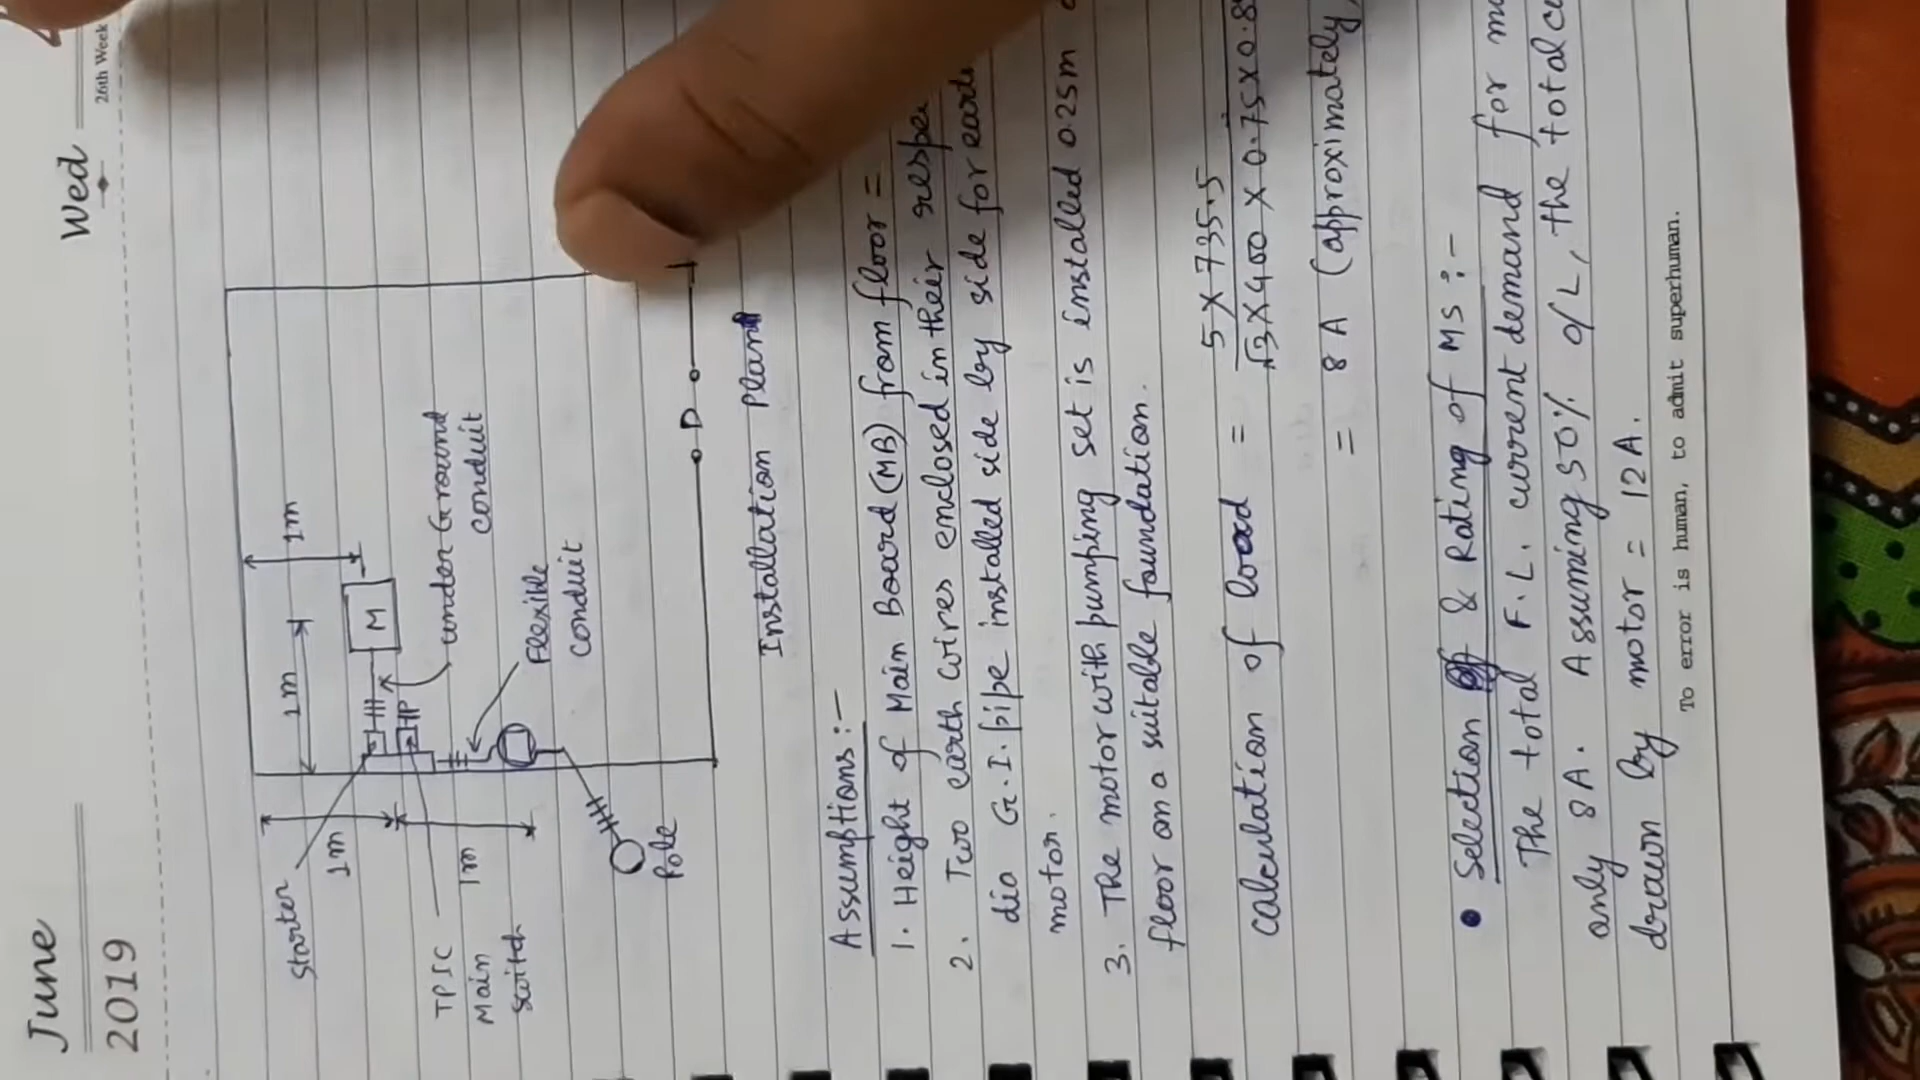 June
2019
Wed
26th Week
Starter
1m
1m
1m
1m
M
TPIC
Main
Switch
under Ground
conduit
Flexible
conduit
Pole
D
Installation Plant
Assumptions:-
1. Height of Main Board (MB) from floor =
2. Two earth wires enclosed in their
dia G.I. pipe installed side by side for
motor.
3. The motor with pumping set is installed 0.25m
floor on a suitable foundation.
calculation of load = 5 X 735.5
√3 X 400 X 0.75 X 0.8
= 8 A (approximately)
• Selection & Rating of MS :-
The total F.L. current demand for
only 8A. Assuming 50% O/L, the total
drawn by motor = 12A.
To error is human, to admit superhuman.